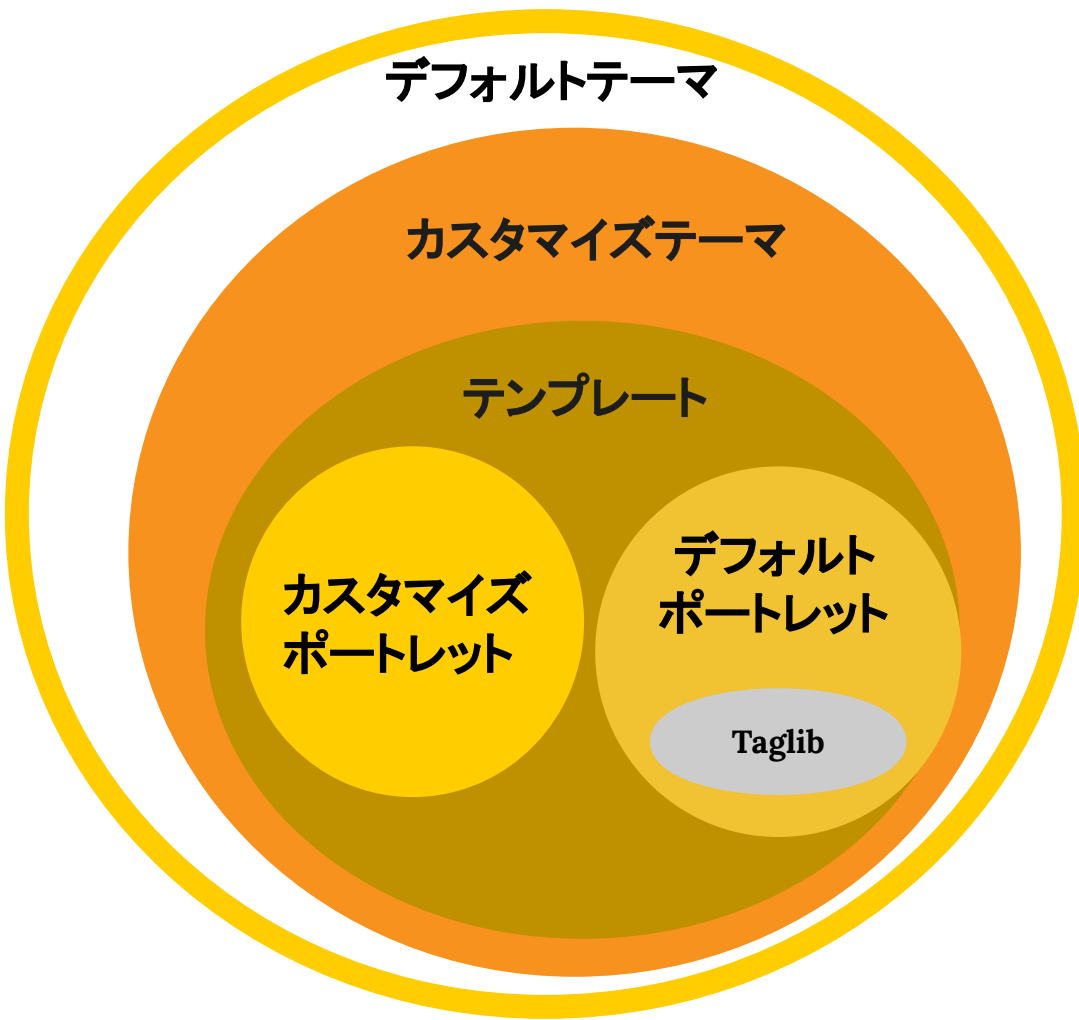 デフォルトテーマ
カスタマイズテーマ
テンプレート
カスタマイズ
ポートレット
デフォルト
ポートレット
Taglib